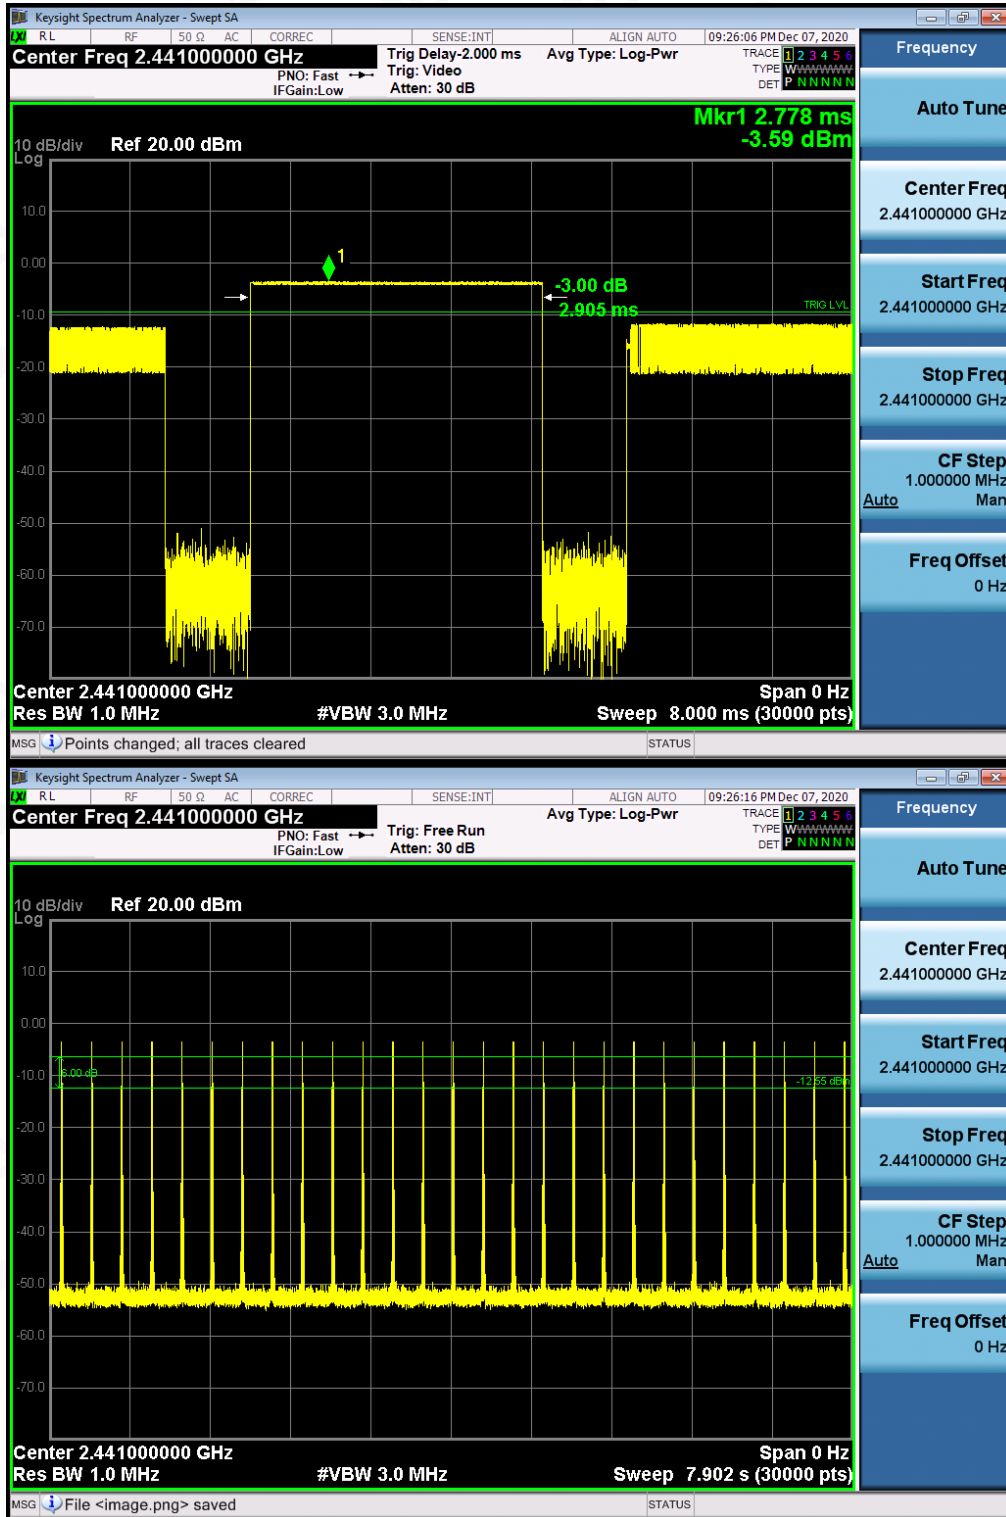 Keysight Spectrum Analyzer - Swept SA
LXI RL RF 50 Ω AC CORREC SENSE:INT ALIGN AUTO 09:26:06 PM Dec 07, 2020
Center Freq 2.441000000 GHz
Trig Delay-2.000 ms Avg Type: Log-Pwr
PNO: Fast Trig: Video
IFGain:Low Atten: 30 dB
TRACE 1 2 3 4 5 6
TYPE WWWWWWW
DET P N N N N N
Mkr1 2.778 ms
-3.59 dBm
10 dB/div Ref 20.00 dBm
Log
10.0
0.00
-10.0
-20.0
-30.0
-40.0
-50.0
-60.0
-70.0
1
-3.00 dB
2.905 ms
TRIG LVL
Center 2.441000000 GHz Span 0 Hz
Res BW 1.0 MHz #VBW 3.0 MHz Sweep 8.000 ms (30000 pts)
MSG Points changed; all traces cleared STATUS
Frequency
Auto Tune
Center Freq
2.441000000 GHz
Start Freq
2.441000000 GHz
Stop Freq
2.441000000 GHz
CF Step
1.000000 MHz
Auto Man
Freq Offset
0 Hz
Keysight Spectrum Analyzer - Swept SA
LXI RL RF 50 Ω AC CORREC SENSE:INT ALIGN AUTO 09:26:16 PM Dec 07, 2020
Center Freq 2.441000000 GHz
Avg Type: Log-Pwr
PNO: Fast Trig: Free Run
IFGain:Low Atten: 30 dB
TRACE 1 2 3 4 5 6
TYPE WWWWWWW
DET P N N N N N
10 dB/div Ref 20.00 dBm
Log
10.0
0.00
-10.0
-20.0
-30.0
-40.0
-50.0
-60.0
-70.0
6.00 dB
-12.55 dBm
Center 2.441000000 GHz Span 0 Hz
Res BW 1.0 MHz #VBW 3.0 MHz Sweep 7.902 s (30000 pts)
MSG File <image.png> saved STATUS
Frequency
Auto Tune
Center Freq
2.441000000 GHz
Start Freq
2.441000000 GHz
Stop Freq
2.441000000 GHz
CF Step
1.000000 MHz
Auto Man
Freq Offset
0 Hz